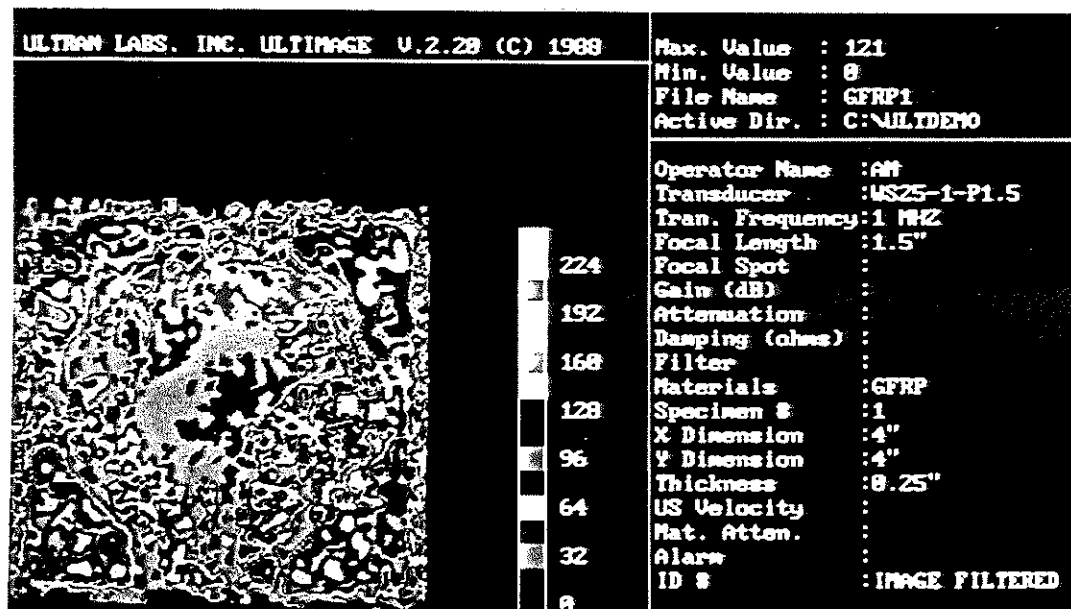 ULTRAN LABS. INC. ULTIMAGE V.2.20 (C) 1988
224
192
160
128
96
64
32
0
Max. Value : 121
Min. Value : 0
File Name : GFRP1
Active Dir. : C:\ULTDEMO
Operator Name :AM
Transducer :WS25-1-P1.5
Tran. Frequency:1 MHZ
Focal Length :1.5"
Focal Spot :
Gain (dB) :
Attenuation :
Damping (ohms) :
Filter :
Materials :GFRP
Specimen # :1
X Dimension :4"
Y Dimension :4"
Thickness :0.25"
US Velocity :
Mat. Atten. :
Alarm :
ID # :IMAGE FILTERED